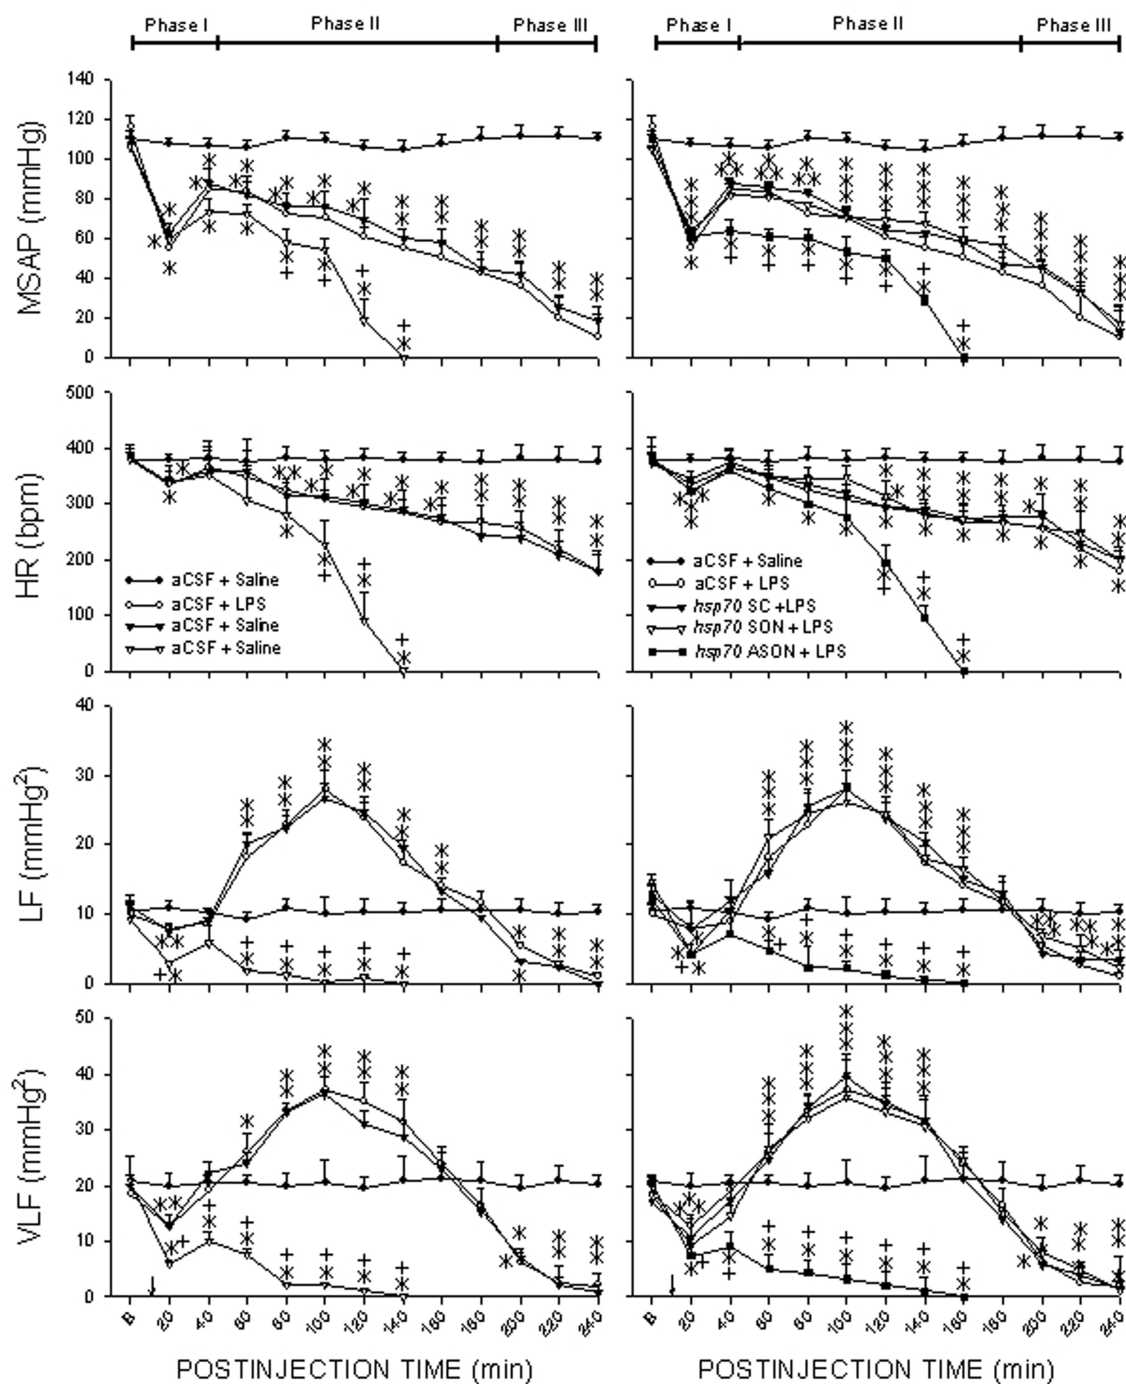 Phase I Phase II Phase III Phase I Phase II Phase III
MSAP (mmHg)
140
120
100
80
60
40
20
0
HR (bpm)
500
400
300
200
100
0
aCSF + Saline
aCSF + LPS
aCSF + Saline
aCSF + Saline
aCSF + Saline
aCSF + LPS
hsp70 SC +LPS
hsp70 SON + LPS
hsp70 ASON + LPS
LF (mmHg2)
40
30
20
10
0
VLF (mmHg2)
50
40
30
20
10
0
B 20 40 60 80 100 120 140 160 180 200 220 240
B 20 40 60 80 100 120 140 160 180 200 220 240
POSTINJECTION TIME (min) POSTINJECTION TIME (min)